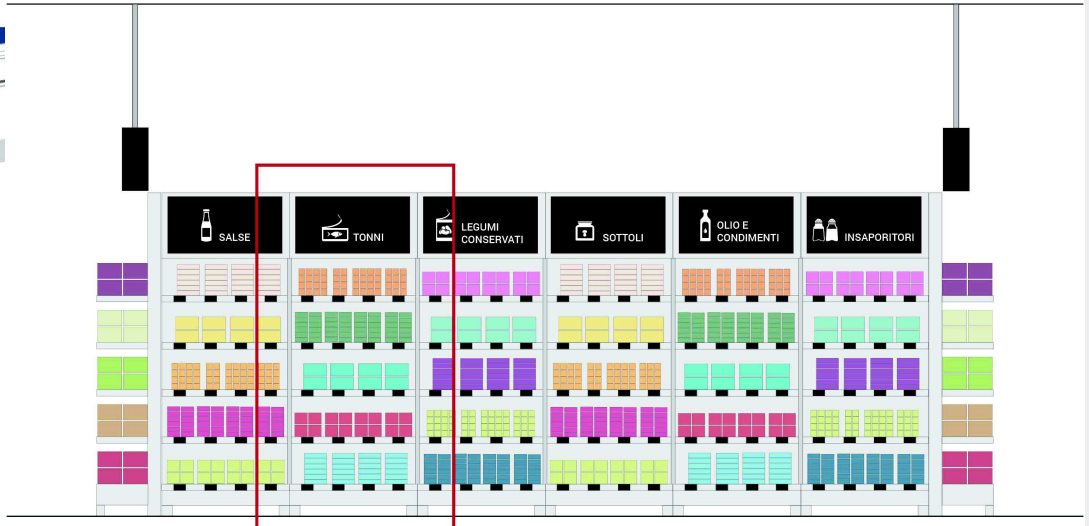 SALSE
TONNI
LEGUMI
CONSERVATI
SOTTOLI
OLIO E
CONDIMENTI
INSAPORITORI